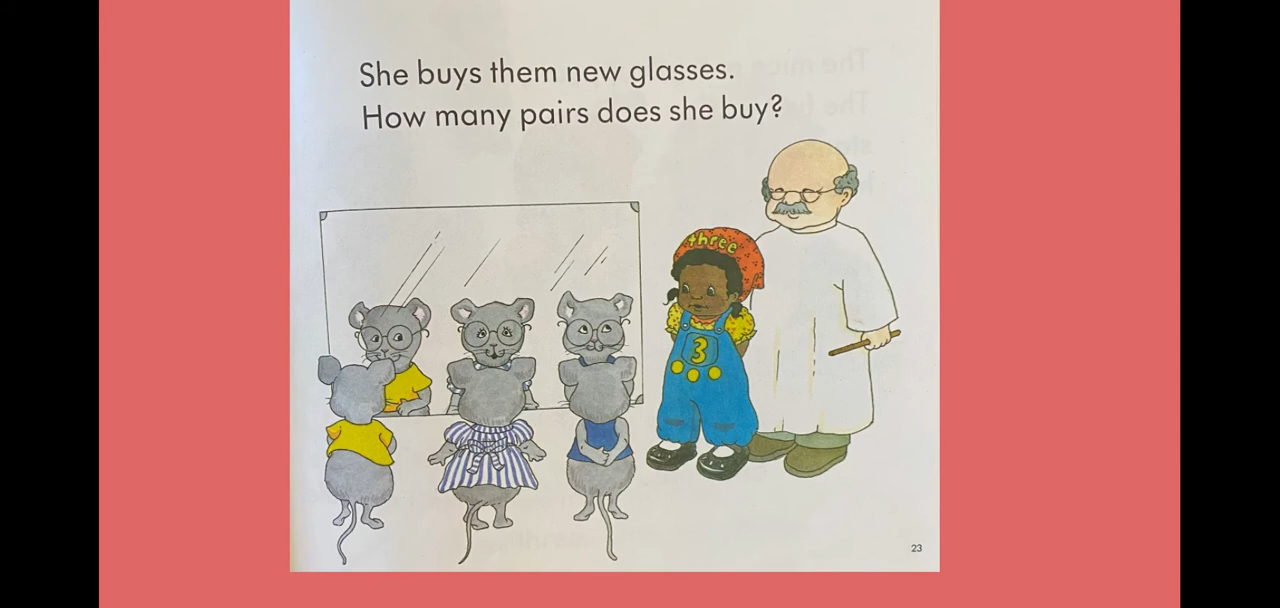 She buys them new glasses.
How many pairs does she buy?
three
3
23